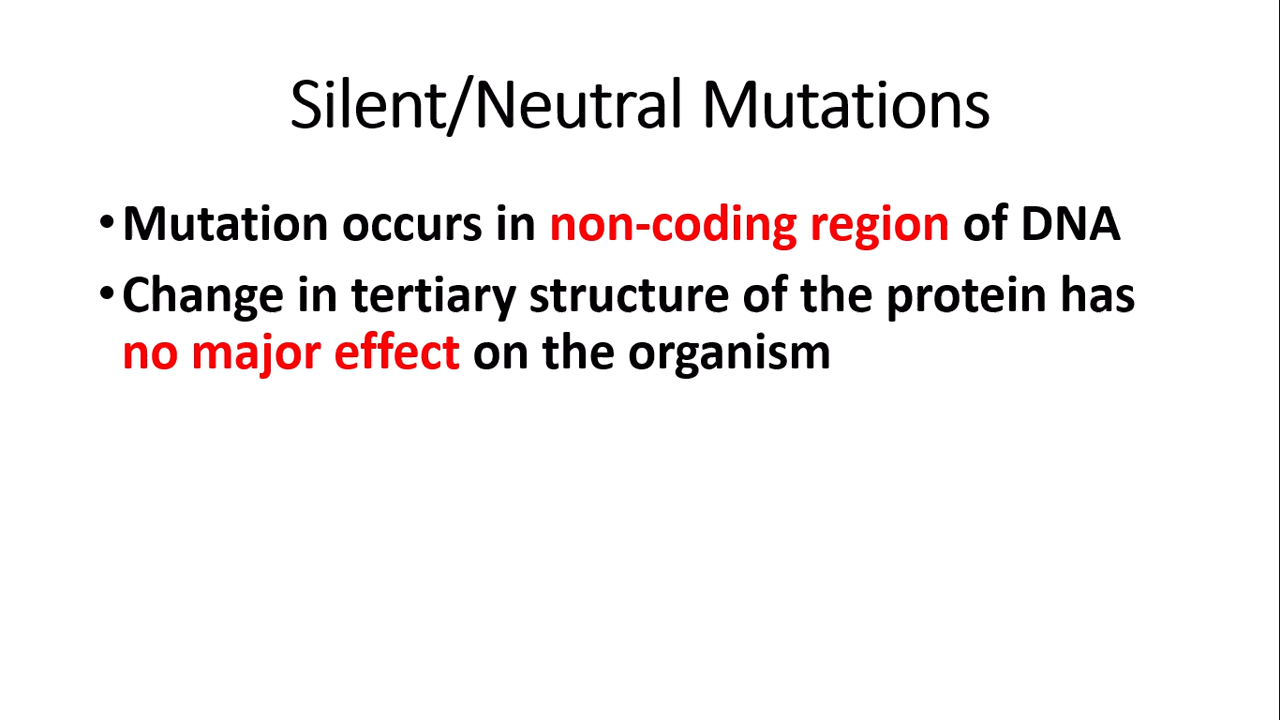 Silent/Neutral Mutations
•Mutation occurs in non-coding region of DNA
•Change in tertiary structure of the protein has
no major effect on the organism